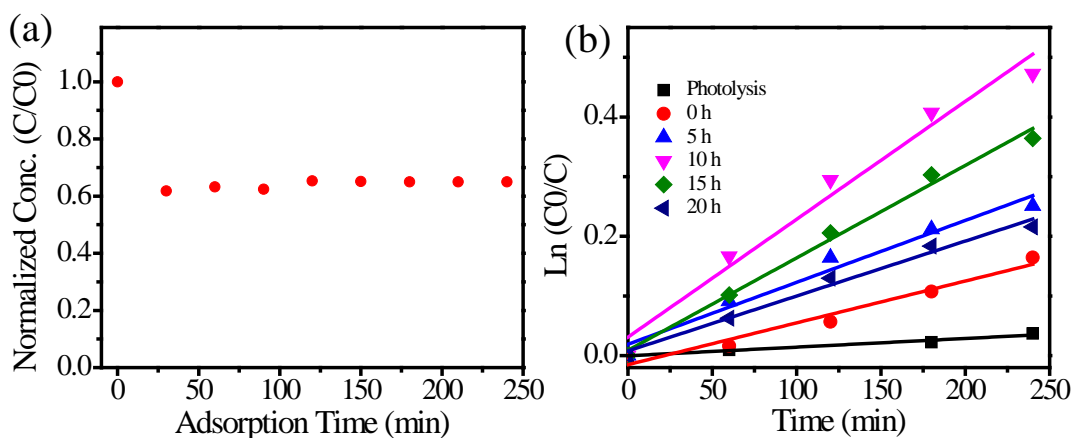 (a)
Normalized Conc. (C/C0)
1.0
0.8
0.6
0.4
0.2
0.0
0 50 100 150 200 250
Adsorption Time (min)
(b)
Ln (C0/C)
0.4
0.2
0.0
Photolysis
0 h
5 h
10 h
15 h
20 h
0 50 100 150 200 250
Time (min)